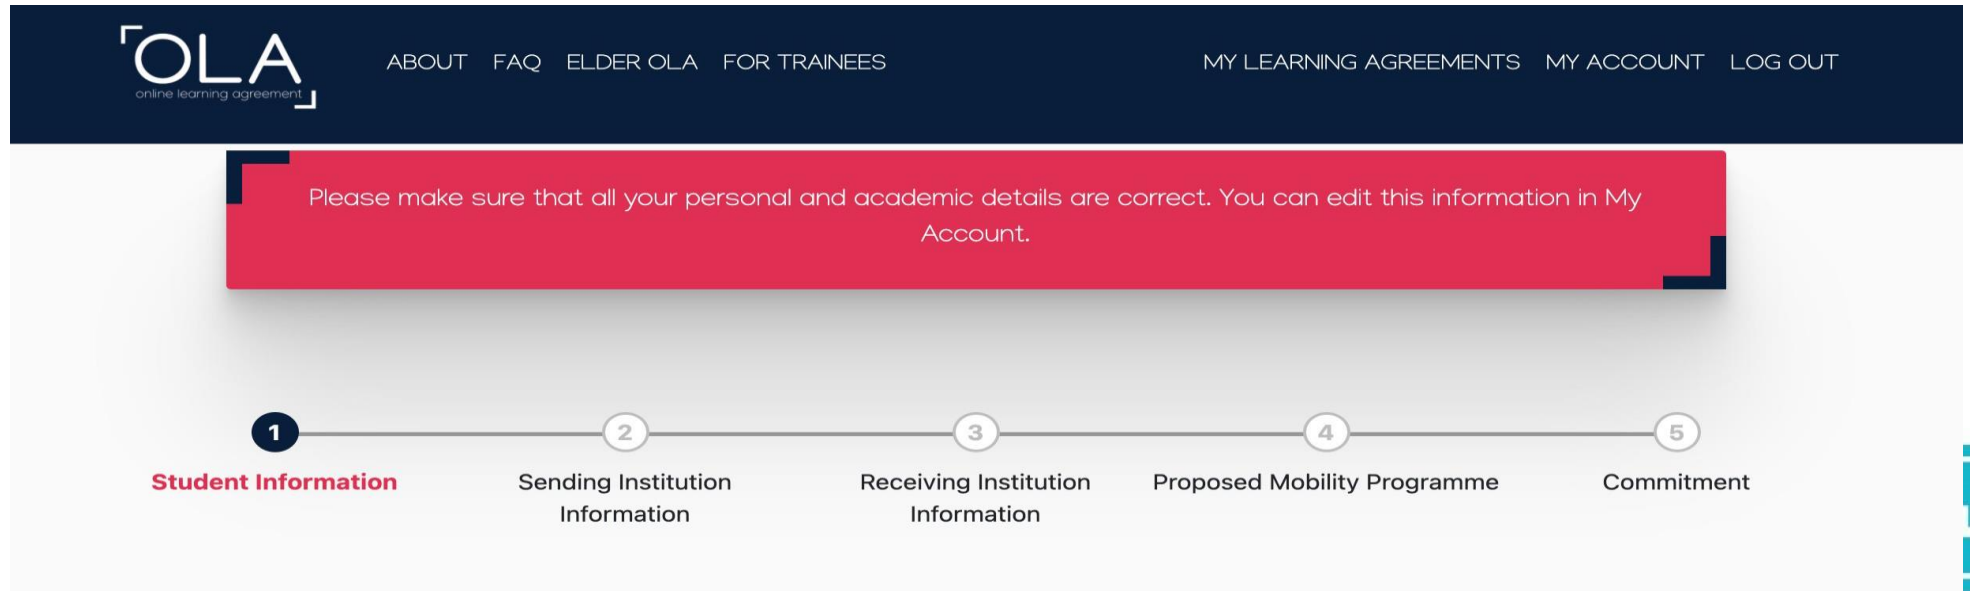 OLA
online learning agreement
ABOUT FAQ ELDER OLA FOR TRAINEES
MY LEARNING AGREEMENTS MY ACCOUNT LOG OUT
Please make sure that all your personal and academic details are correct. You can edit this information in My
Account.
1
Student Information
2
Sending Institution
Information
3
Receiving Institution
Information
4
Proposed Mobility Programme
5
Commitment